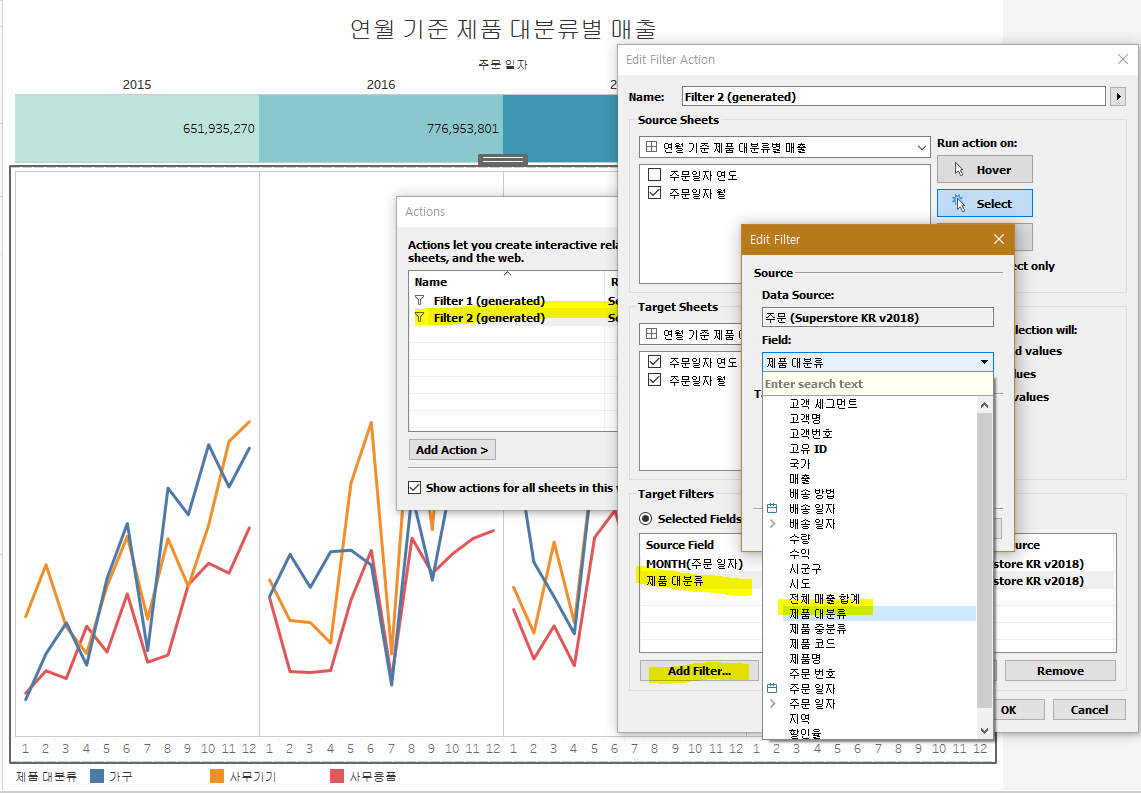 연월 기준 제품 대분류별 매출
주문 일자
2015
2016
2
651,935,270
776,953,801
Actions
Actions let you create interactive rela
sheets, and the web.
Name
R
Filter 1 (generated)
Se
Filter 2 (generated)
Se
Add Action >
Show actions for all sheets in this
Edit Filter Action
Name:
Filter 2 (generated)
Source Sheets
연월 기준 제품 대분류별 매출
주문일자 연도
주문일자 월
Run action on:
Hover
Select
ect only
Target Sheets
연월 기준 제품
주문일자 연도
주문일자 월
lection will:
d values
lues
values
Target Filters
Selected Fields
Source Field
urce
MONTH(주문 일자)
store KR v2018)
제품 대분류
store KR v2018)
Add Filter...
Remove
OK
Cancel
Edit Filter
Source
Data Source:
주문 (Superstore KR v2018)
Field:
제품 대분류
Enter search text
고객 세그먼트
고객명
고객번호
고유 ID
국가
매출
배송 방법
배송 일자
배송 일자
수량
수익
시군구
시도
전체 매출 합계
제품 대분류
제품 중분류
제품 코드
제품명
주문 번호
주문 일자
주문 일자
지역
할인율
1 2 3 4 5 6 7 8 9 10 11 12 1 2 3 4 5 6 7 8 9 10 11 12 1 2 3 4 5 6 7 8 9 10 11 12 1 2 3 4 5 6 7 8 9 10 11 12
제품 대분류 가구 사무기기 사무용품